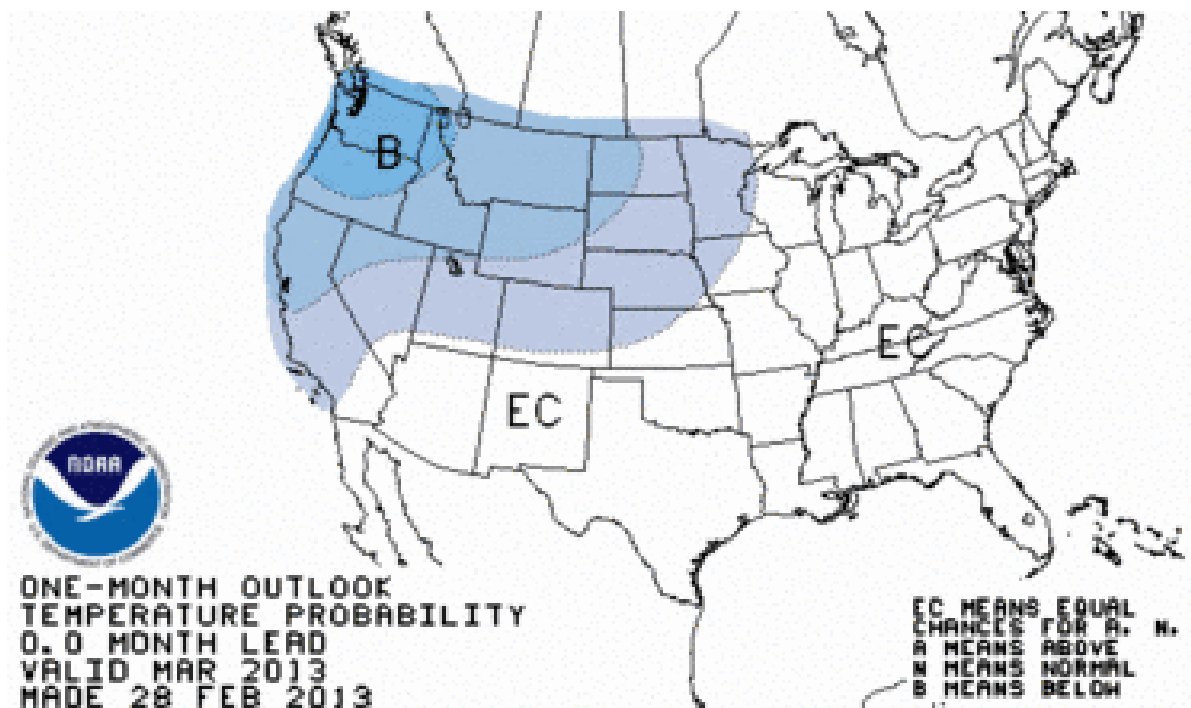 B
EC
EC
NOAA
ONE-MONTH OUTLOOK
TEMPERATURE PROBABILITY
0.0 MONTH LEAD
VALID MAR 2013
MADE 28 FEB 2013
EC MEANS EQUAL
CHANCES FOR A, N,
A MEANS ABOVE
N MEANS NORMAL
B MEANS BELOW